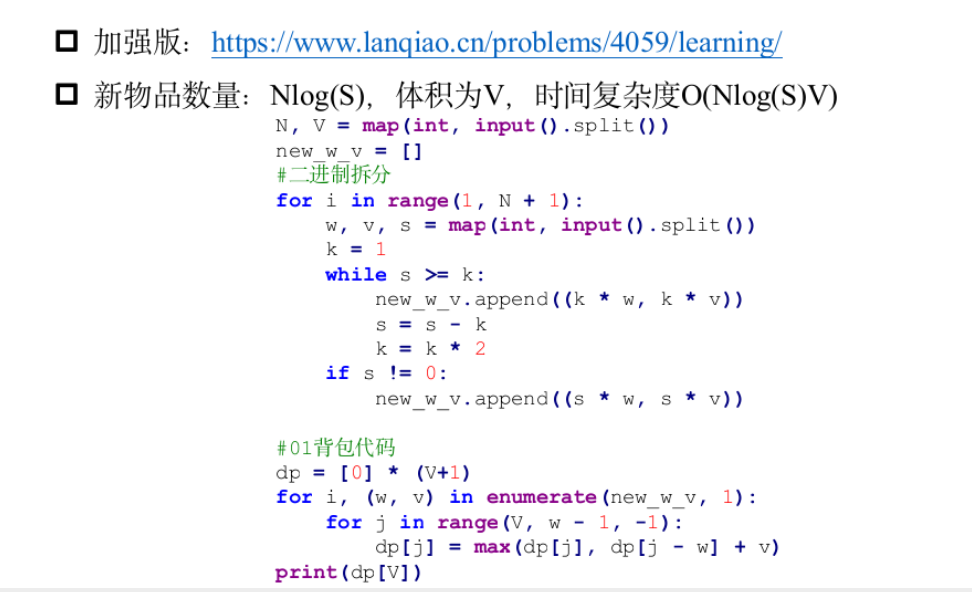 加强版：https://www.lanqiao.cn/problems/4059/learning/
新物品数量：Nlog(S)，体积为V，时间复杂度O(Nlog(S)V)
N, V = map(int, input().split())
new_w_v = []
#二进制拆分
for i in range(1, N + 1):
    w, v, s = map(int, input().split())
    k = 1
    while s >= k:
        new_w_v.append((k * w, k * v))
        s = s - k
        k = k * 2
    if s != 0:
        new_w_v.append((s * w, s * v))
#01背包代码
dp = [0] * (V+1)
for i, (w, v) in enumerate(new_w_v, 1):
    for j in range(V, w - 1, -1):
        dp[j] = max(dp[j], dp[j - w] + v)
print(dp[V])